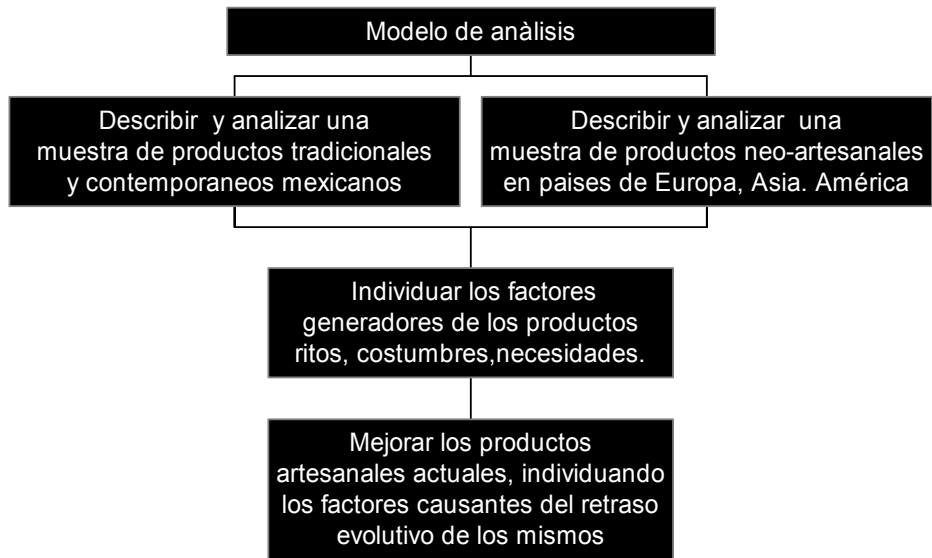 Modelo de anàlisis
Describir y analizar una
muestra de productos tradicionales
y contemporaneos mexicanos
Describir y analizar una
muestra de productos neo-artesanales
en paises de Europa, Asia. América
Individuar los factores
generadores de los productos
ritos, costumbres,necesidades.
Mejorar los productos
artesanales actuales, individuando
los factores causantes del retraso
evolutivo de los mismos